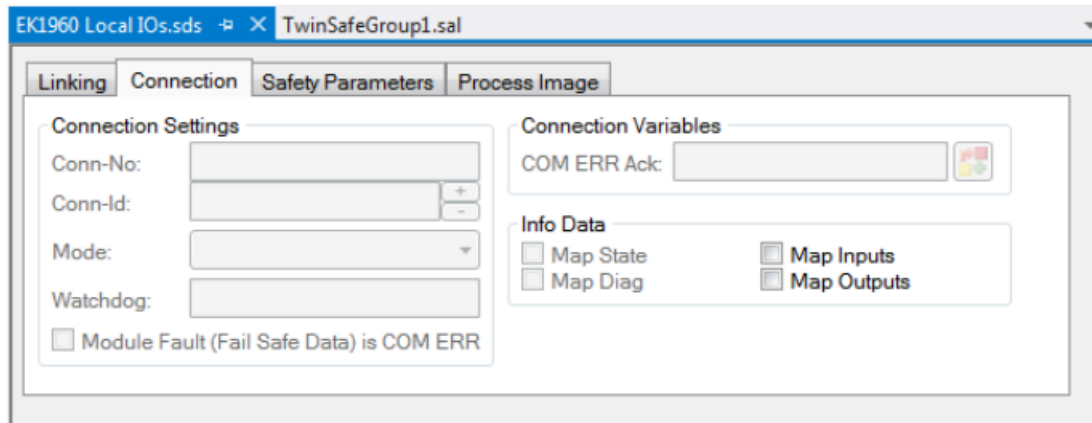 EK1960 Local IOs.sds TwinSafeGroup1.sal
Linking Connection Safety Parameters Process Image
Connection Settings
Conn-No:
Conn-Id:
+
-
Mode:
Watchdog:
Module Fault (Fail Safe Data) is COM ERR
Connection Variables
COM ERR Ack:
Info Data
Map State Map Inputs
Map Diag Map Outputs